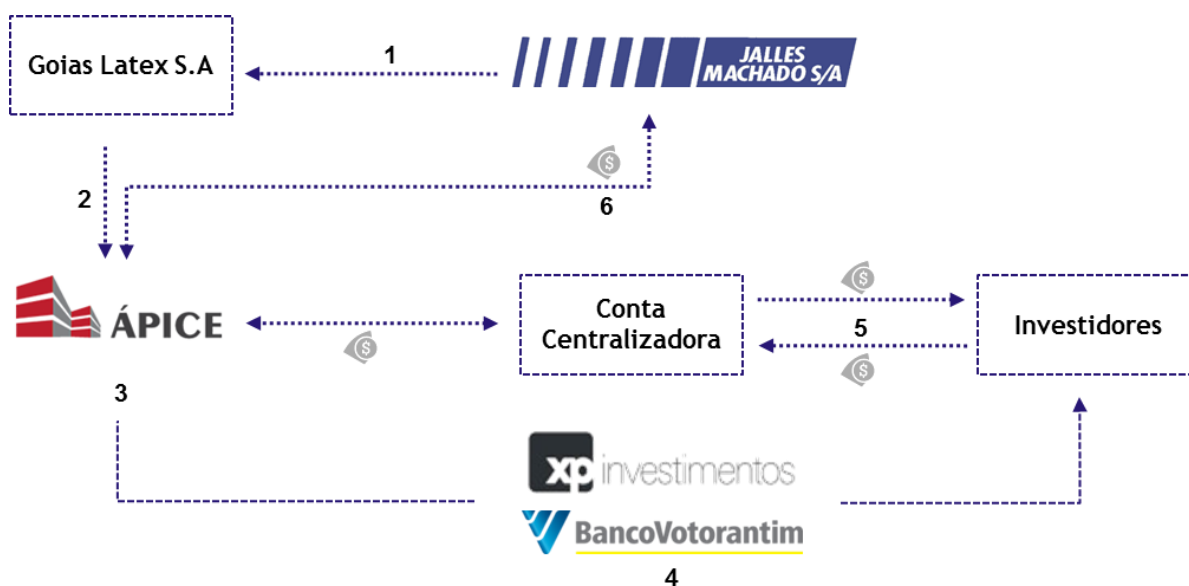 Goias Latex S.A
1
JALLES
MACHADO S/A
2
$
6
ÁPICE
3
$
Conta
Centralizadora
$
5
$
Investidores
xp investimentos
BancoVotorantim
4